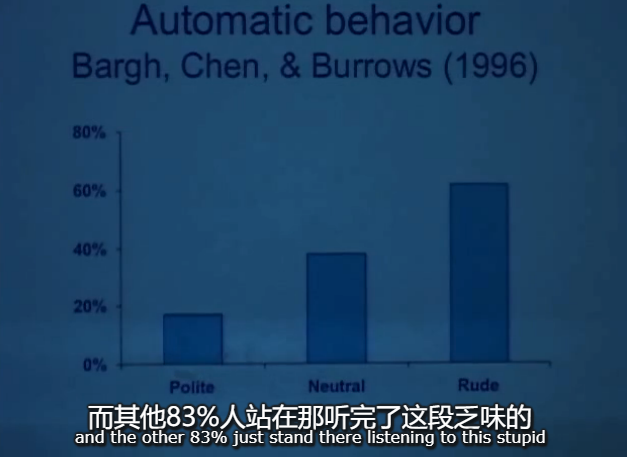 Automatic behavior
Bargh, Chen, & Burrows (1996)
80%
60%
40%
20%
0%
Polite Neutral Rude
而其他83%人站在那听完了这段乏味的
and the other 83% just stand there listening to this stupid